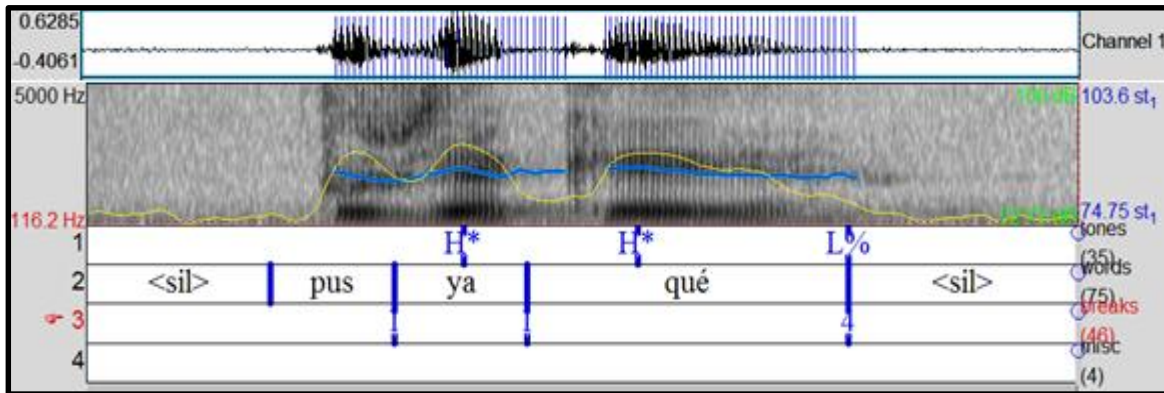 0.6285
-0.4061
Channel 1
5000 Hz
103.6 st₁
116.2 Hz
74.75 st₁
1 H* H* L% tones
(35)
2 <sil> pus ya qué <sil> words
(75)
3 1 1 4 breaks
(46)
4 misc
(4)